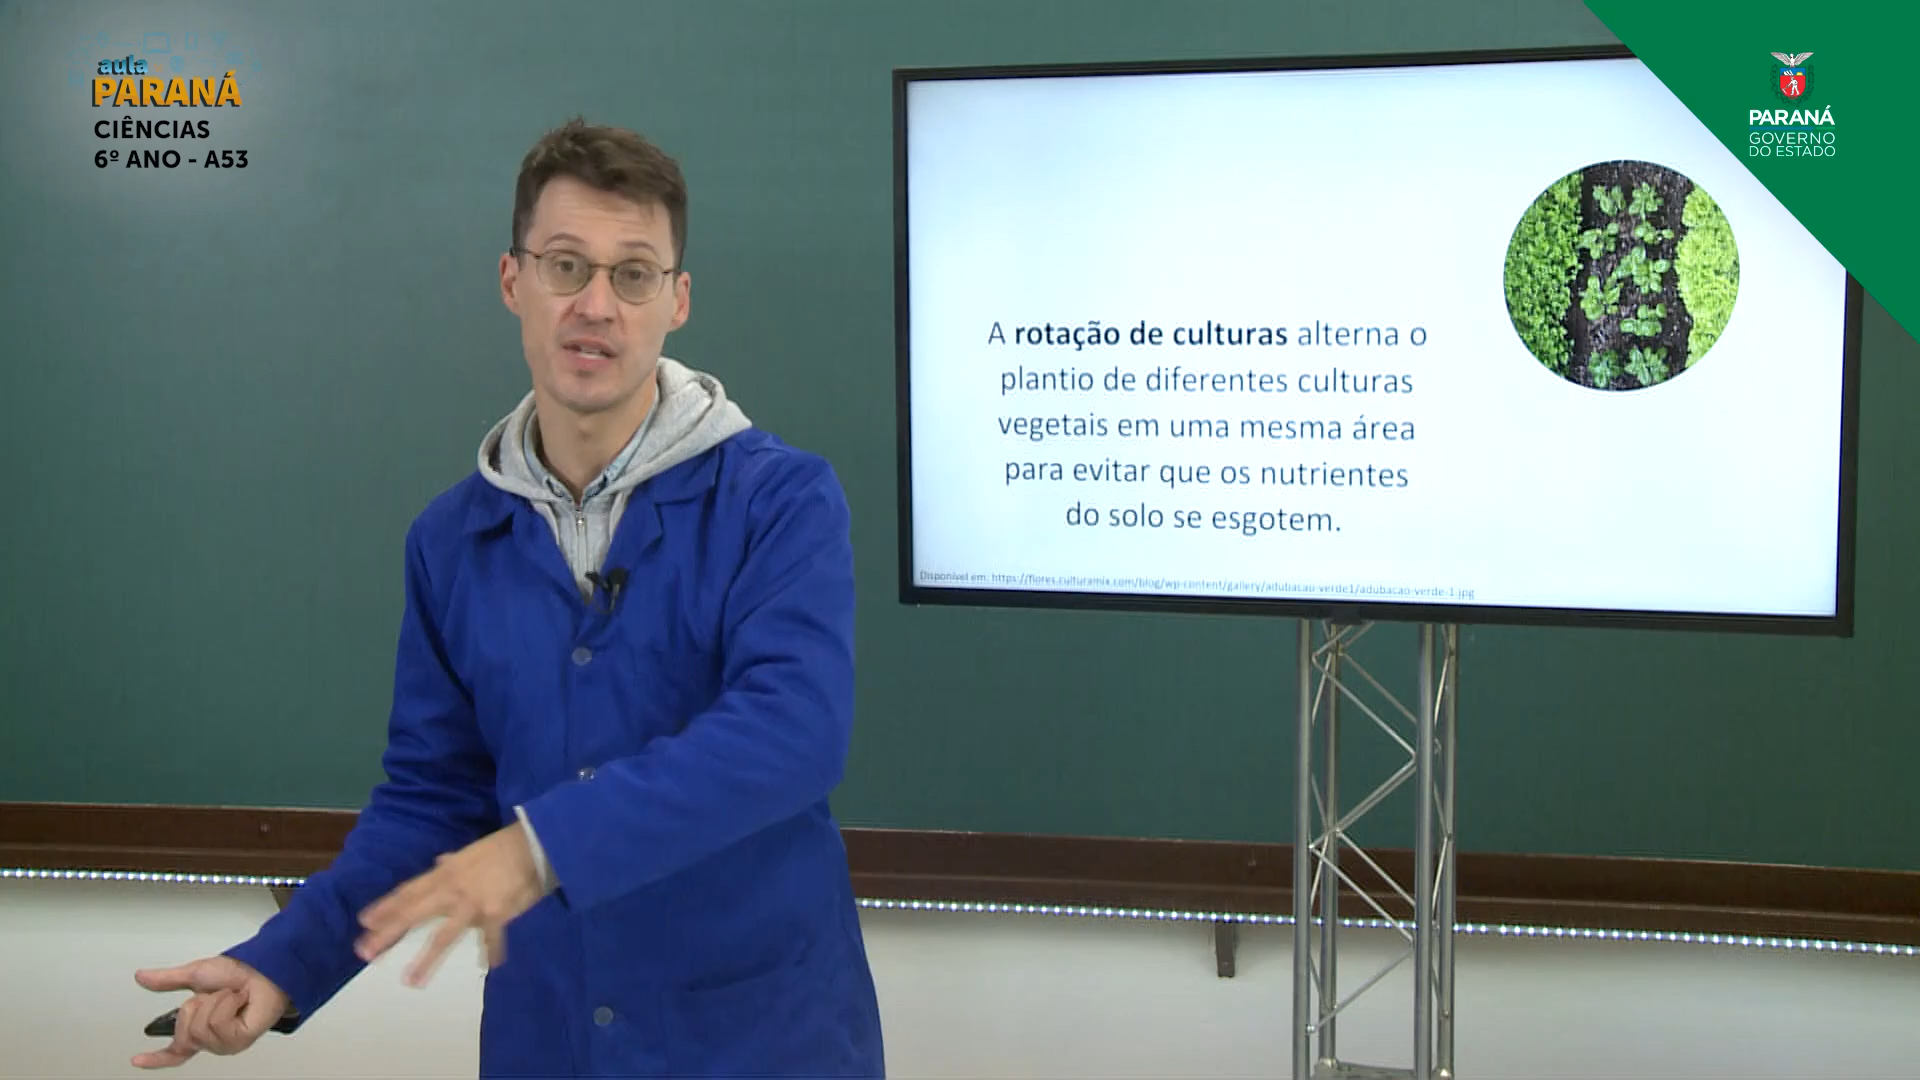 aula
PARANÁ
CIÊNCIAS
6º ANO - A53
PARANÁ
GOVERNO
DO ESTADO
A rotação de culturas alterna o
plantio de diferentes culturas
vegetais em uma mesma área
para evitar que os nutrientes
do solo se esgotem.
Disponível em: https://flores.culturamix.com/blog/wp-content/gallery/adubacao-verde1/adubacao-verde-1.jpg